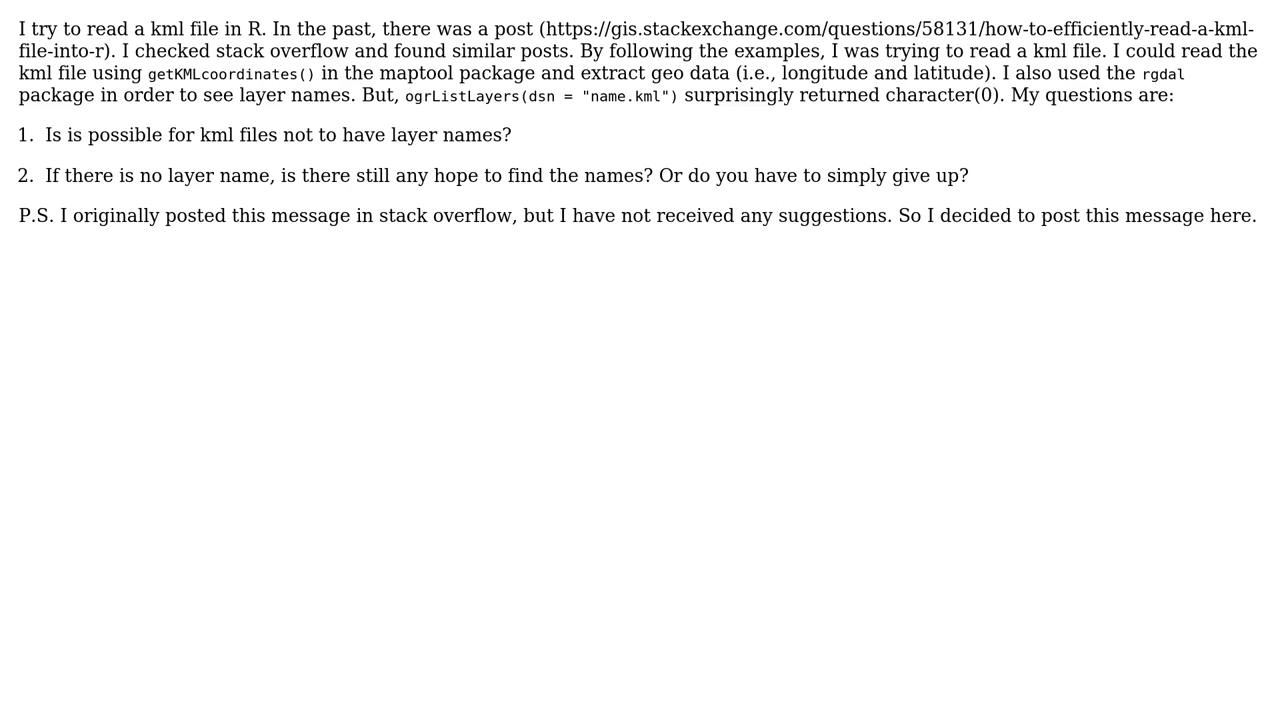 I try to read a kml file in R. In the past, there was a post (https://gis.stackexchange.com/questions/58131/how-to-efficiently-read-a-kml-
file-into-r). I checked stack overflow and found similar posts. By following the examples, I was trying to read a kml file. I could read the
kml file using getKMLcoordinates() in the maptool package and extract geo data (i.e., longitude and latitude). I also used the rgdal
package in order to see layer names. But, ogrListLayers(dsn = "name.kml") surprisingly returned character(0). My questions are:
1. Is is possible for kml files not to have layer names?
2. If there is no layer name, is there still any hope to find the names? Or do you have to simply give up?
P.S. I originally posted this message in stack overflow, but I have not received any suggestions. So I decided to post this message here.